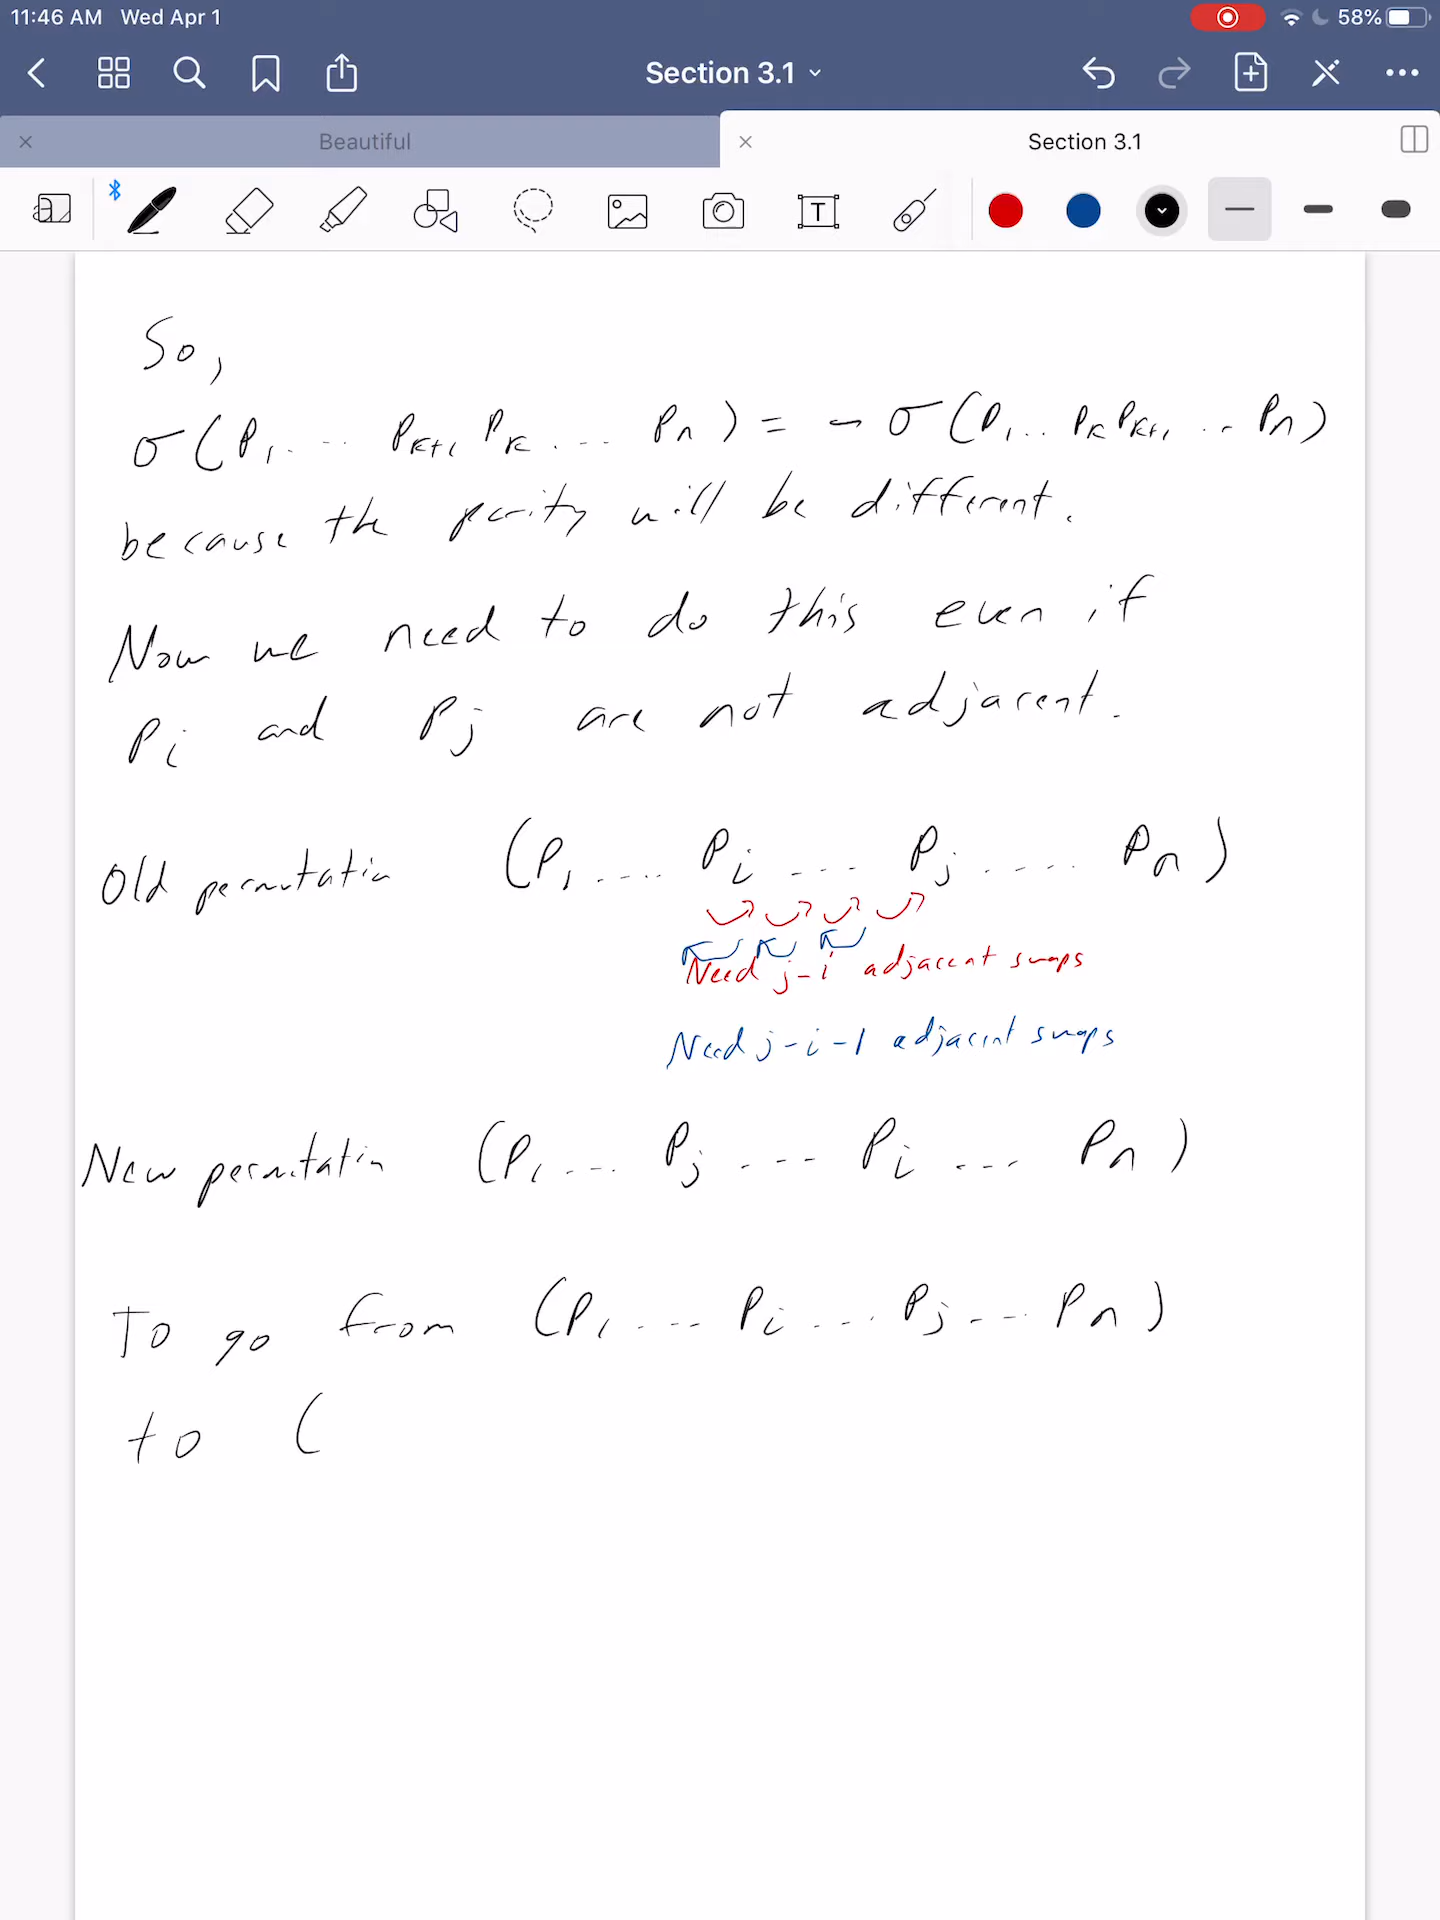 11:46 AM Wed Apr 1
58%
Section 3.1
Beautiful
Section 3.1
So,
σ(P₁.... Pₖ₊₁ Pₖ .... Pₙ) = - σ(P₁... PₖPₖ₊₁ ... Pₙ)
because the parity will be different.
Now we need to do this even if
Pᵢ and Pⱼ are not adjacent.
Old permutation (P₁ .... Pᵢ ... Pⱼ ..... Pₙ)
Need j-i adjacent swaps
Need j-i-1 adjacent swaps
New permutation (P₁ .... Pⱼ .... Pᵢ .... Pₙ)
To go from (P₁ .... Pᵢ .... Pⱼ ... Pₙ)
to (